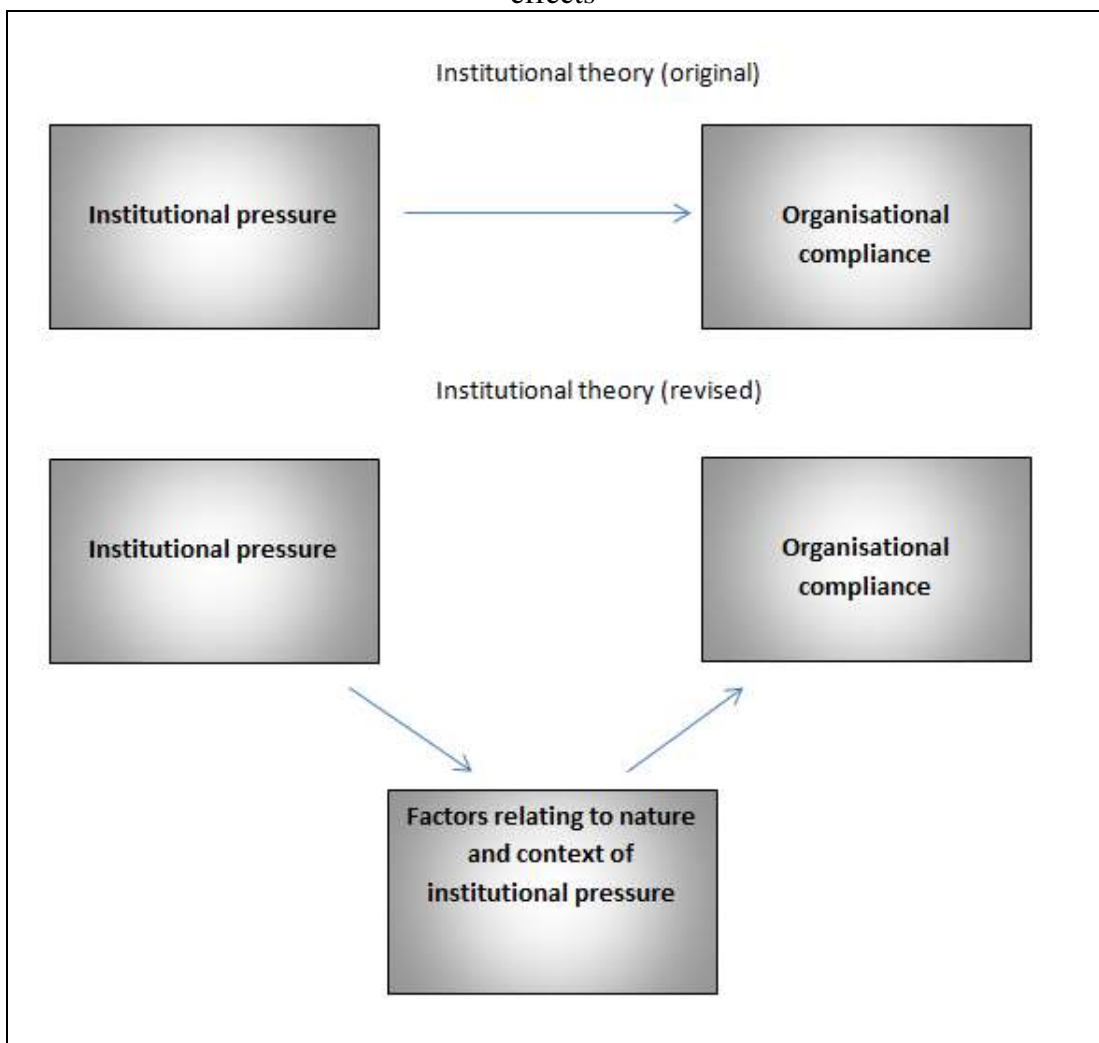 effects
Institutional theory (original)
Institutional pressure
Organisational
compliance
Institutional theory (revised)
Institutional pressure
Organisational
compliance
Factors relating to nature
and context of
institutional pressure